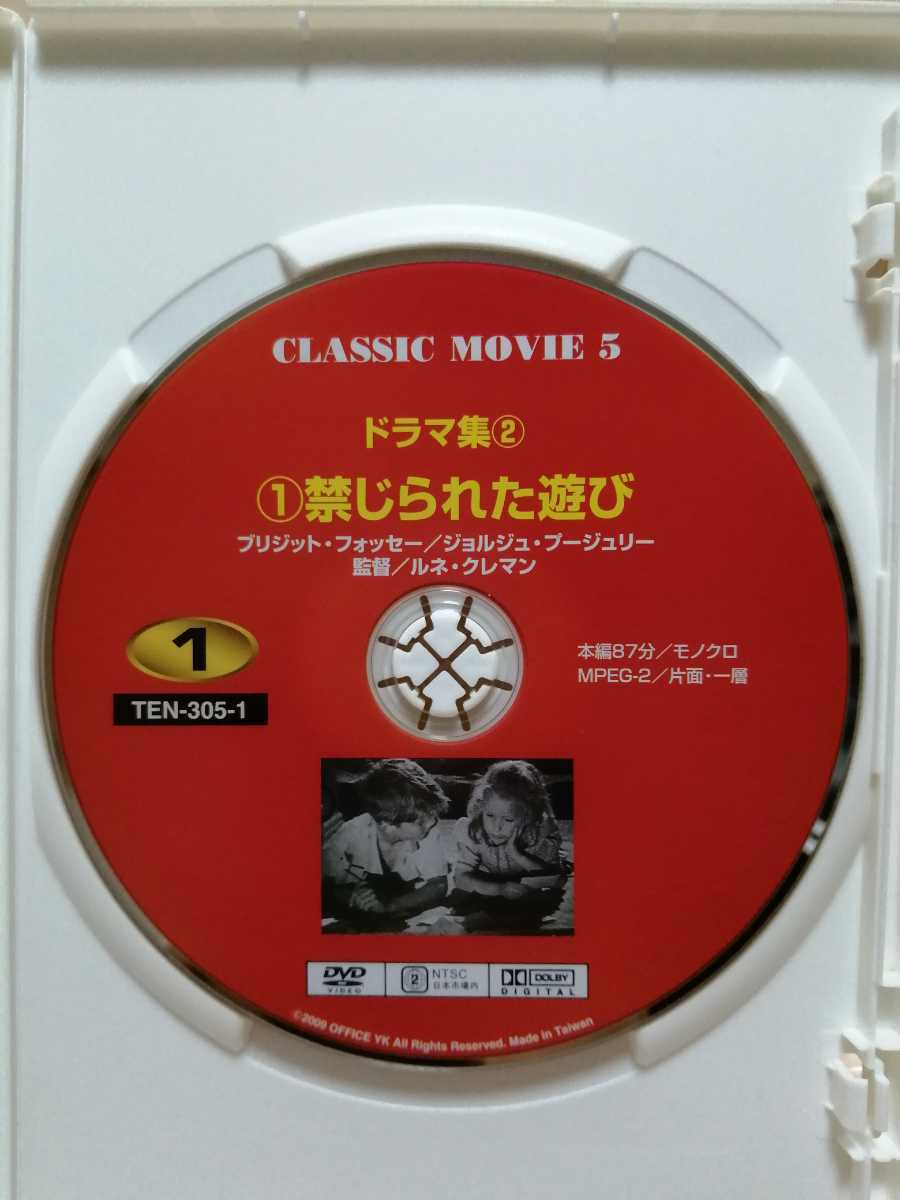 CLASSIC MOVIE 5
ドラマ集②
①禁じられた遊び
ブリジット・フォッセー／ジョルジュ・プージュリー
監督／ルネ・クレマン
1
TEN-305-1
本編87分／モノクロ
MPEG-2／片面・一層
DVD
VIDEO
2
NTSC
日本市場内
DOLBY
DIGITAL
©2009 OFFICE YK All Rights Reserved. Made in Taiwan